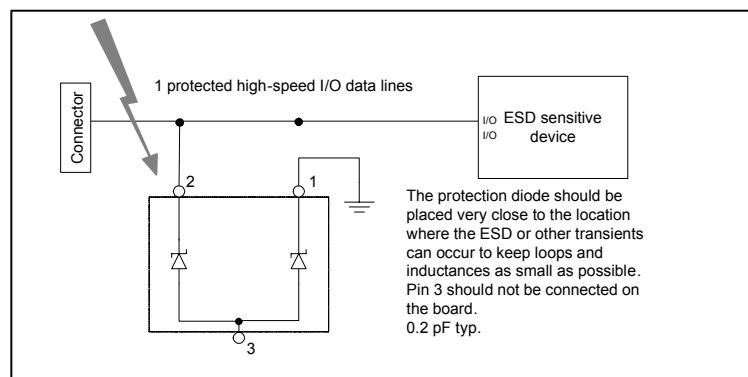 1 protected high-speed I/O data lines
Connector
I/O
I/O
ESD sensitive
device
2
1
3
The protection diode should be
placed very close to the location
where the ESD or other transients
can occur to keep loops and
inductances as small as possible.
Pin 3 should not be connected on
the board.
0.2 pF typ.